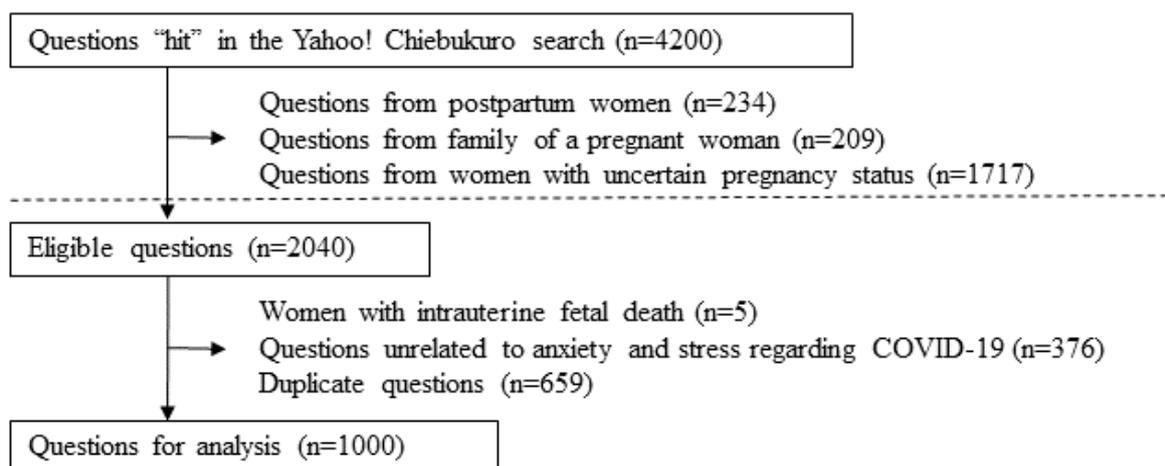 Questions “hit” in the Yahoo! Chiebukuro search (n=4200)
Questions from postpartum women (n=234)
Questions from family of a pregnant woman (n=209)
Questions from women with uncertain pregnancy status (n=1717)
Eligible questions (n=2040)
Women with intrauterine fetal death (n=5)
Questions unrelated to anxiety and stress regarding COVID-19 (n=376)
Duplicate questions (n=659)
Questions for analysis (n=1000)